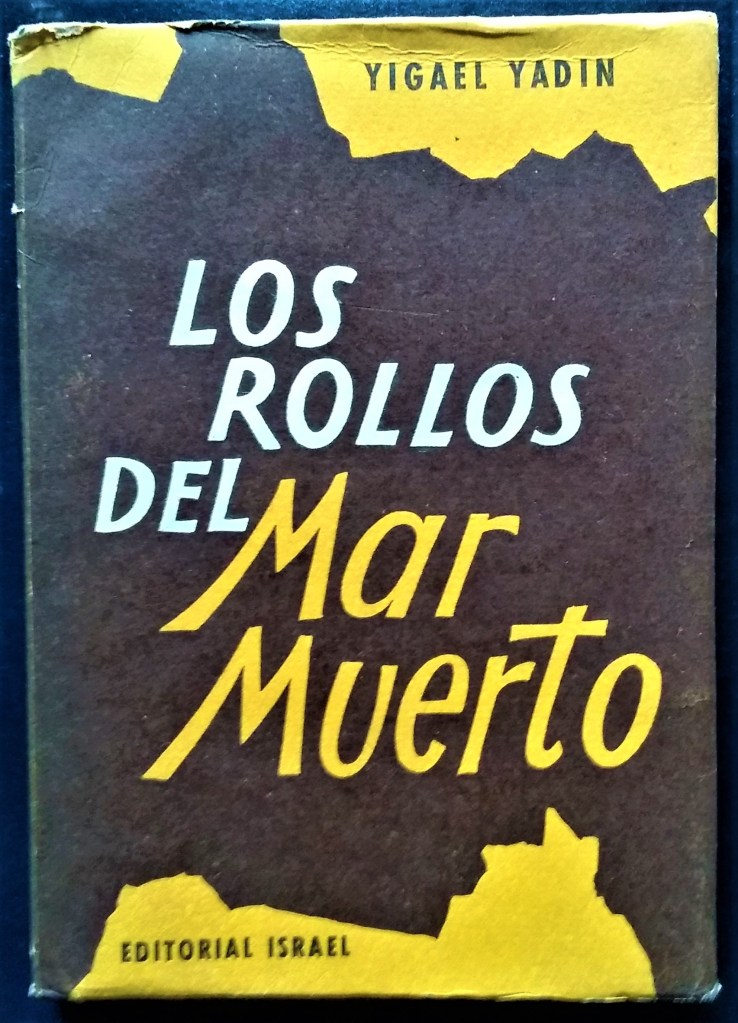 YIGAEL YADIN
LOS
ROLLOS
DEL Mar
Muerto
EDITORIAL ISRAEL